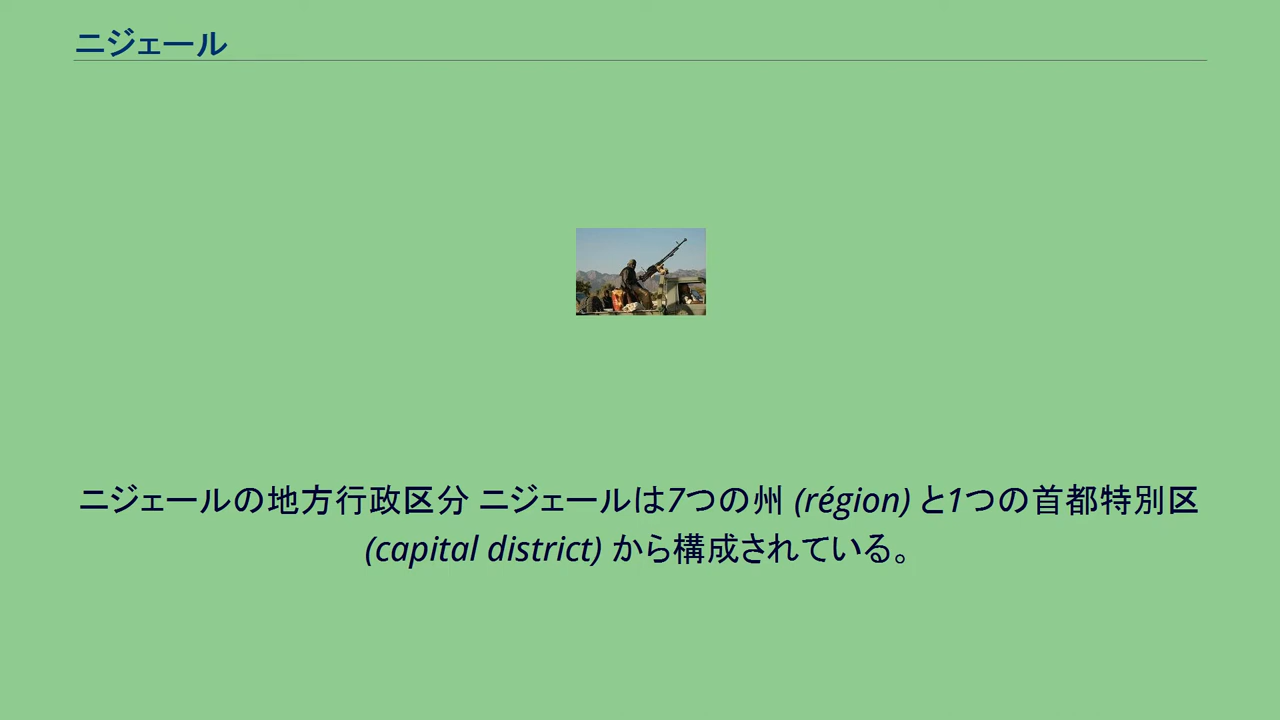 ニジェール
ニジェールの地方行政区分 ニジェールは7つの州 (région) と1つの首都特別区
(capital district) から構成されている。